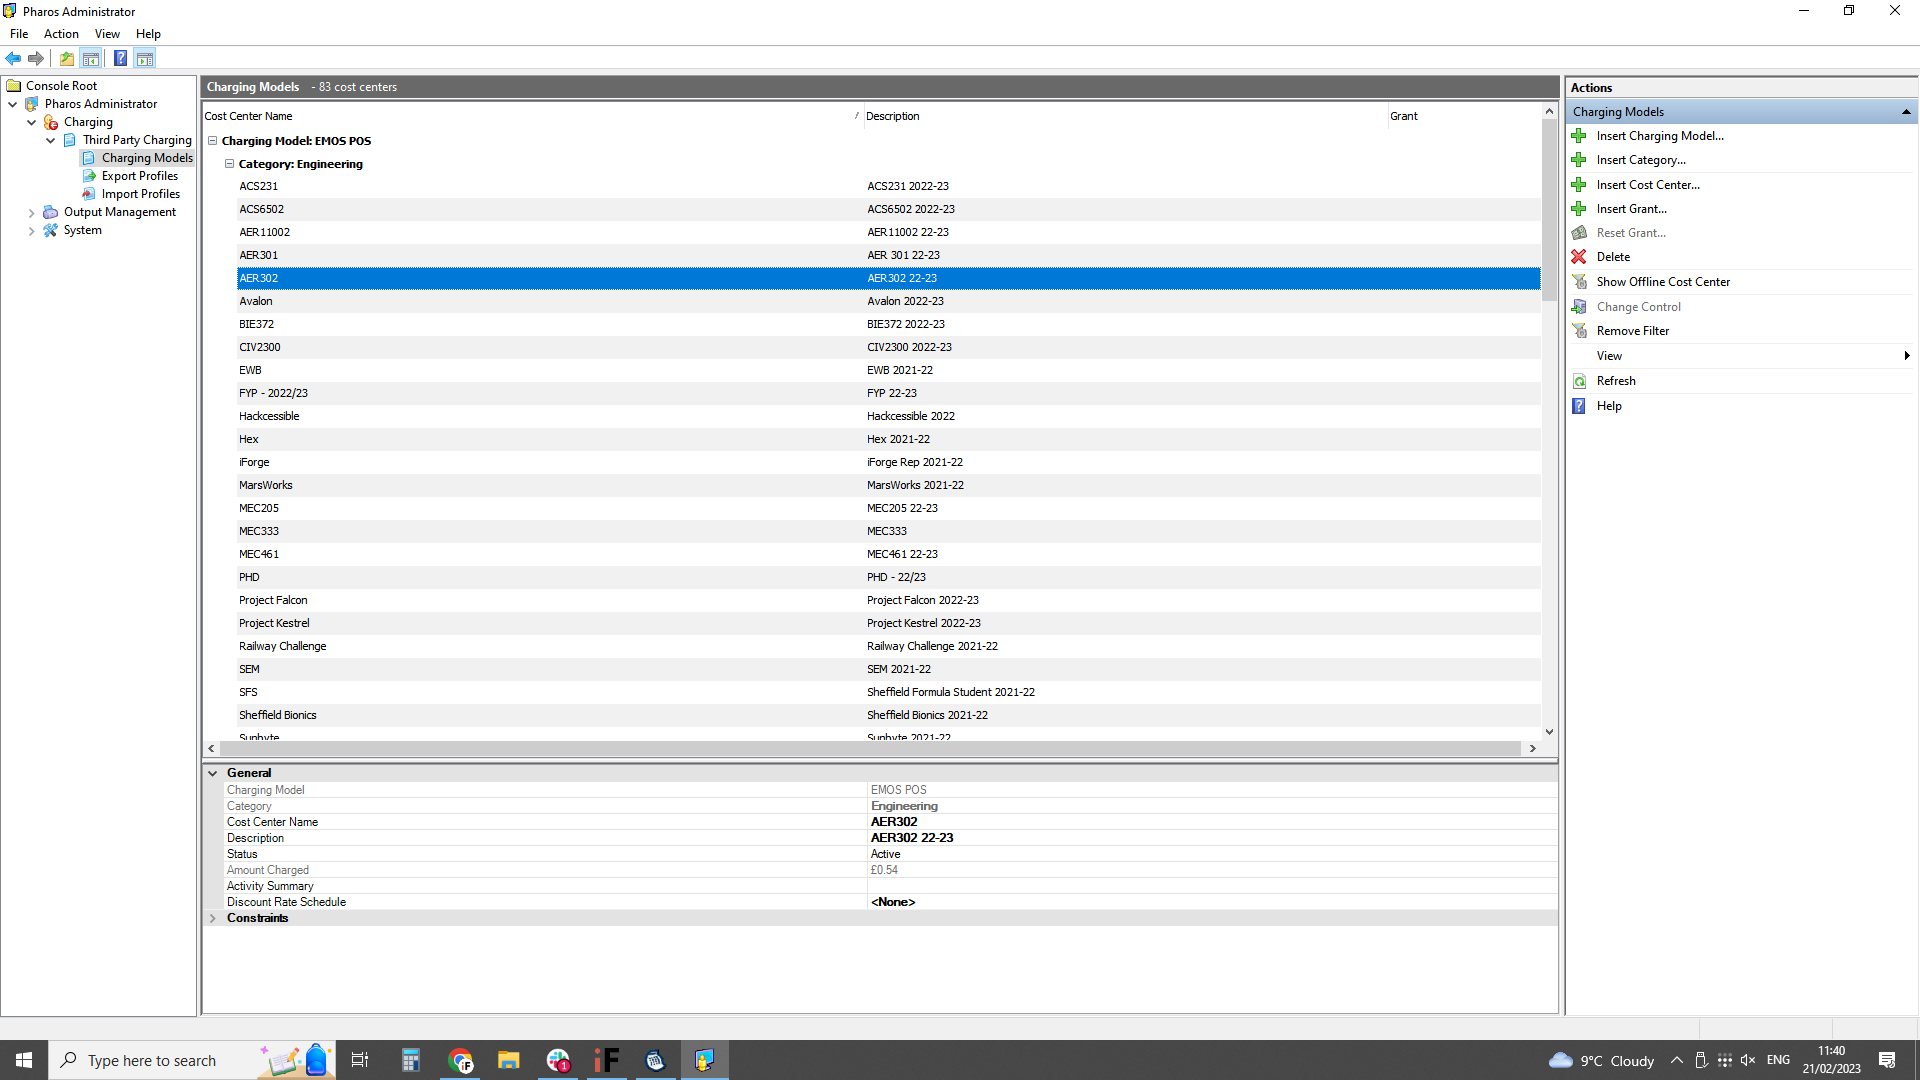 Pharos Administrator
File Action View Help
Console Root
Pharos Administrator
Charging
Third Party Charging
Charging Models
Export Profiles
Import Profiles
Output Management
System
Charging Models - 83 cost centers
Cost Center Name / Description Grant
Charging Model: EMOS POS
Category: Engineering
ACS231 ACS231 2022-23
ACS6502 ACS6502 2022-23
AER11002 AER11002 22-23
AER301 AER 301 22-23
AER302 AER302 22-23
Avalon Avalon 2022-23
BIE372 BIE372 2022-23
CIV2300 CIV2300 2022-23
EWB EWB 2021-22
FYP - 2022/23 FYP 22-23
Hackcessible Hackcessible 2022
Hex Hex 2021-22
iForge iForge Rep 2021-22
MarsWorks MarsWorks 2021-22
MEC205 MEC205 22-23
MEC333 MEC333
MEC461 MEC461 22-23
PHD PHD - 22/23
Project Falcon Project Falcon 2022-23
Project Kestrel Project Kestrel 2022-23
Railway Challenge Railway Challenge 2021-22
SEM SEM 2021-22
SFS Sheffield Formula Student 2021-22
Sheffield Bionics Sheffield Bionics 2021-22
Sunbyte Sunbyte 2021-22
General
Charging Model EMOS POS
Category Engineering
Cost Center Name AER302
Description AER302 22-23
Status Active
Amount Charged £0.54
Activity Summary
Discount Rate Schedule <None>
Constraints
Actions
Charging Models
Insert Charging Model...
Insert Category...
Insert Cost Center...
Insert Grant...
Reset Grant...
Delete
Show Offline Cost Center
Change Control
Remove Filter
View
Refresh
Help
Type here to search
iF
1
iF
9°C Cloudy
ENG
11:40
21/02/2023